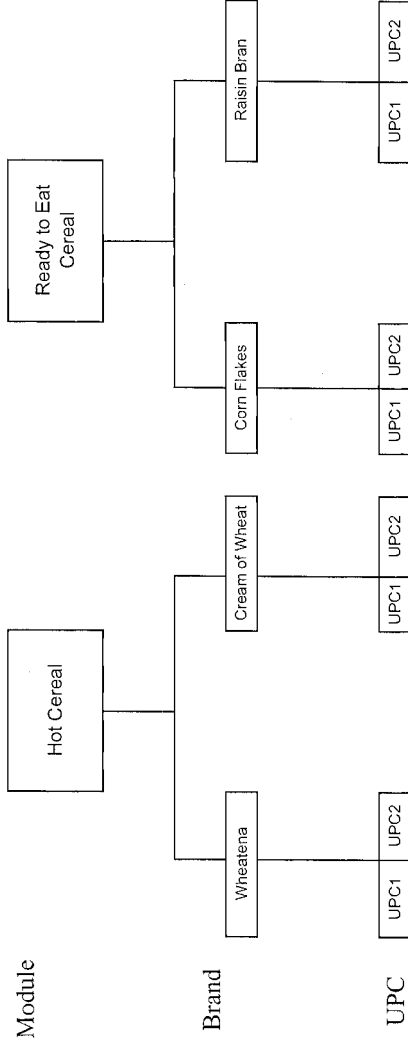 Module
Hot Cereal
Ready to Eat
Cereal
Brand
Wheatena
Cream of Wheat
Corn Flakes
Raisin Bran
UPC
UPC1
UPC2
UPC1
UPC2
UPC1
UPC2
UPC1
UPC2